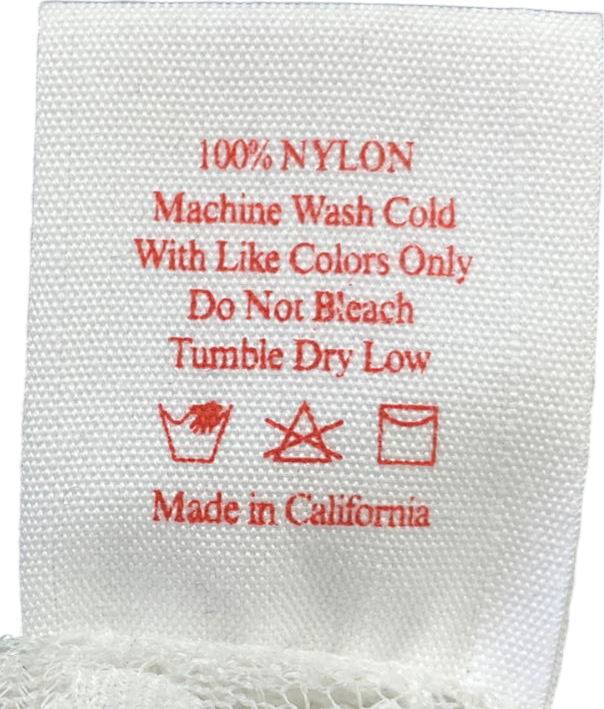 100% NYLON
Machine Wash Cold
With Like Colors Only
Do Not Bleach
Tumble Dry Low
Made in California